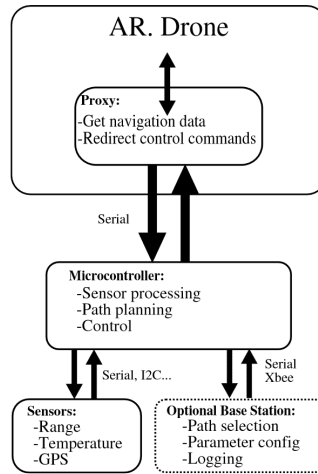 AR. Drone
Proxy:
-Get navigation data
-Redirect control commands
Serial
Microcontroller:
-Sensor processing
-Path planning
-Control
Serial, I2C...
Serial
Xbee
Sensors:
-Range
-Temperature
-GPS
Optional Base Station:
-Path selection
-Parameter config
-Logging